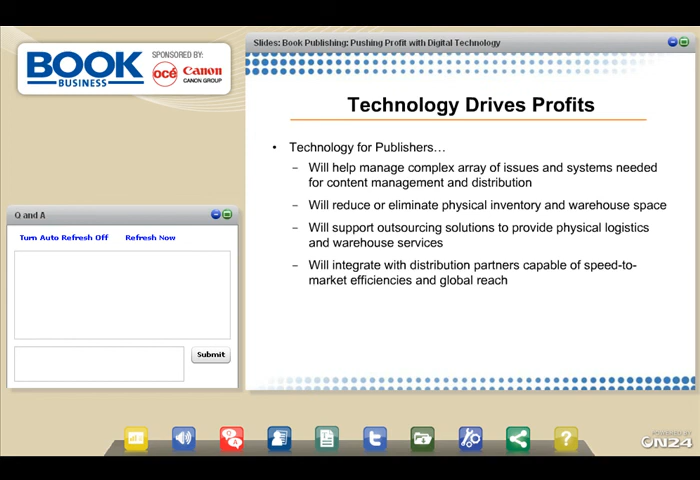 Slides: Book Publishing: Pushing Profit with Digital Technology
BOOK
BUSINESS
SPONSORED BY:
océ Canon
CANON GROUP
Technology Drives Profits
• Technology for Publishers…
– Will help manage complex array of issues and systems needed
for content management and distribution
– Will reduce or eliminate physical inventory and warehouse space
– Will support outsourcing solutions to provide physical logistics
and warehouse services
– Will integrate with distribution partners capable of speed-to-
market efficiencies and global reach
Q and A
Turn Auto Refresh Off Refresh Now
Submit
Q
A
?
POWERED BY
ON24